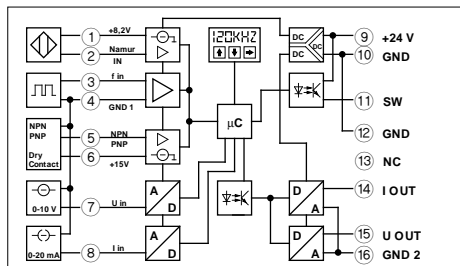 1 +8,2V
2 Namur
IN
3 f in
4 GND 1
NPN
PNP
Dry
Contact
5 NPN
PNP
6 +15V
0-10 V
7 U in
0-20 mA
8 I in
A
D
A
D
120KHZ
µC
DC
DC
DC
D
A
D
A
9 +24 V
10 GND
11 SW
12 GND
13 NC
14 I OUT
15 U OUT
16 GND 2